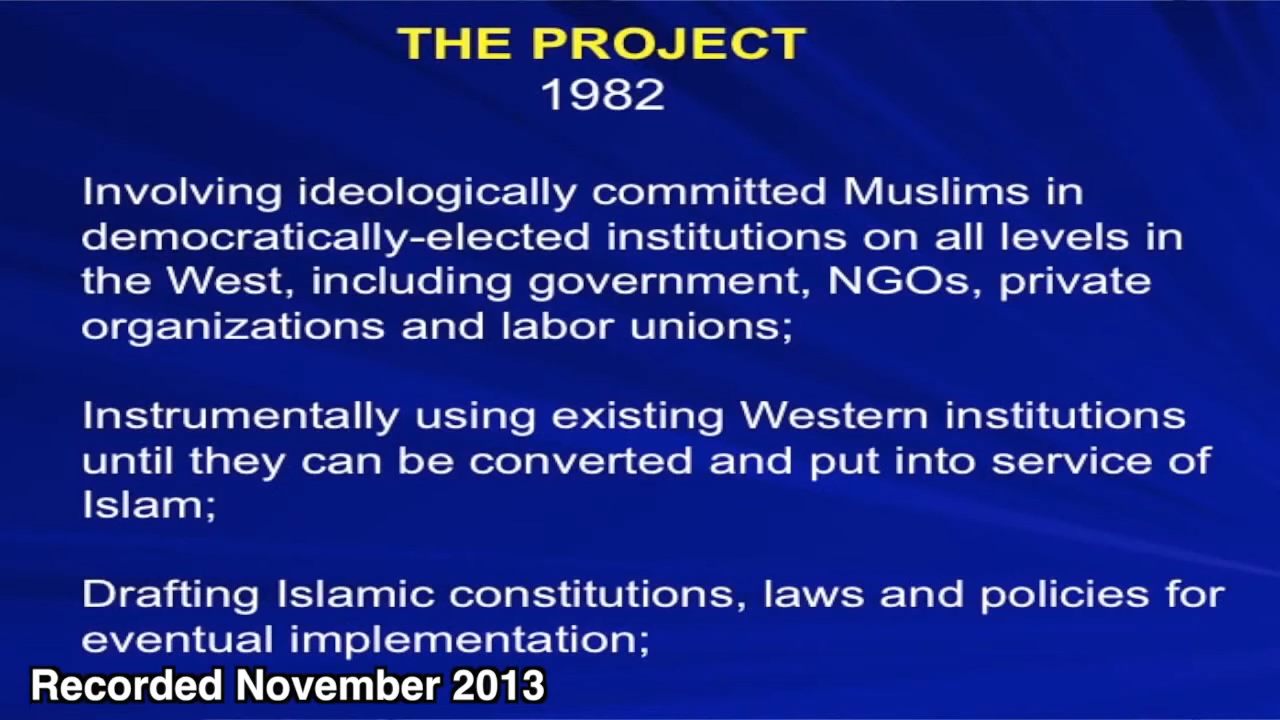 THE PROJECT
1982
Involving ideologically committed Muslims in
democratically-elected institutions on all levels in
the West, including government, NGOs, private
organizations and labor unions;
Instrumentally using existing Western institutions
until they can be converted and put into service of
Islam;
Drafting Islamic constitutions, laws and policies for
eventual implementation;
Recorded November 2013